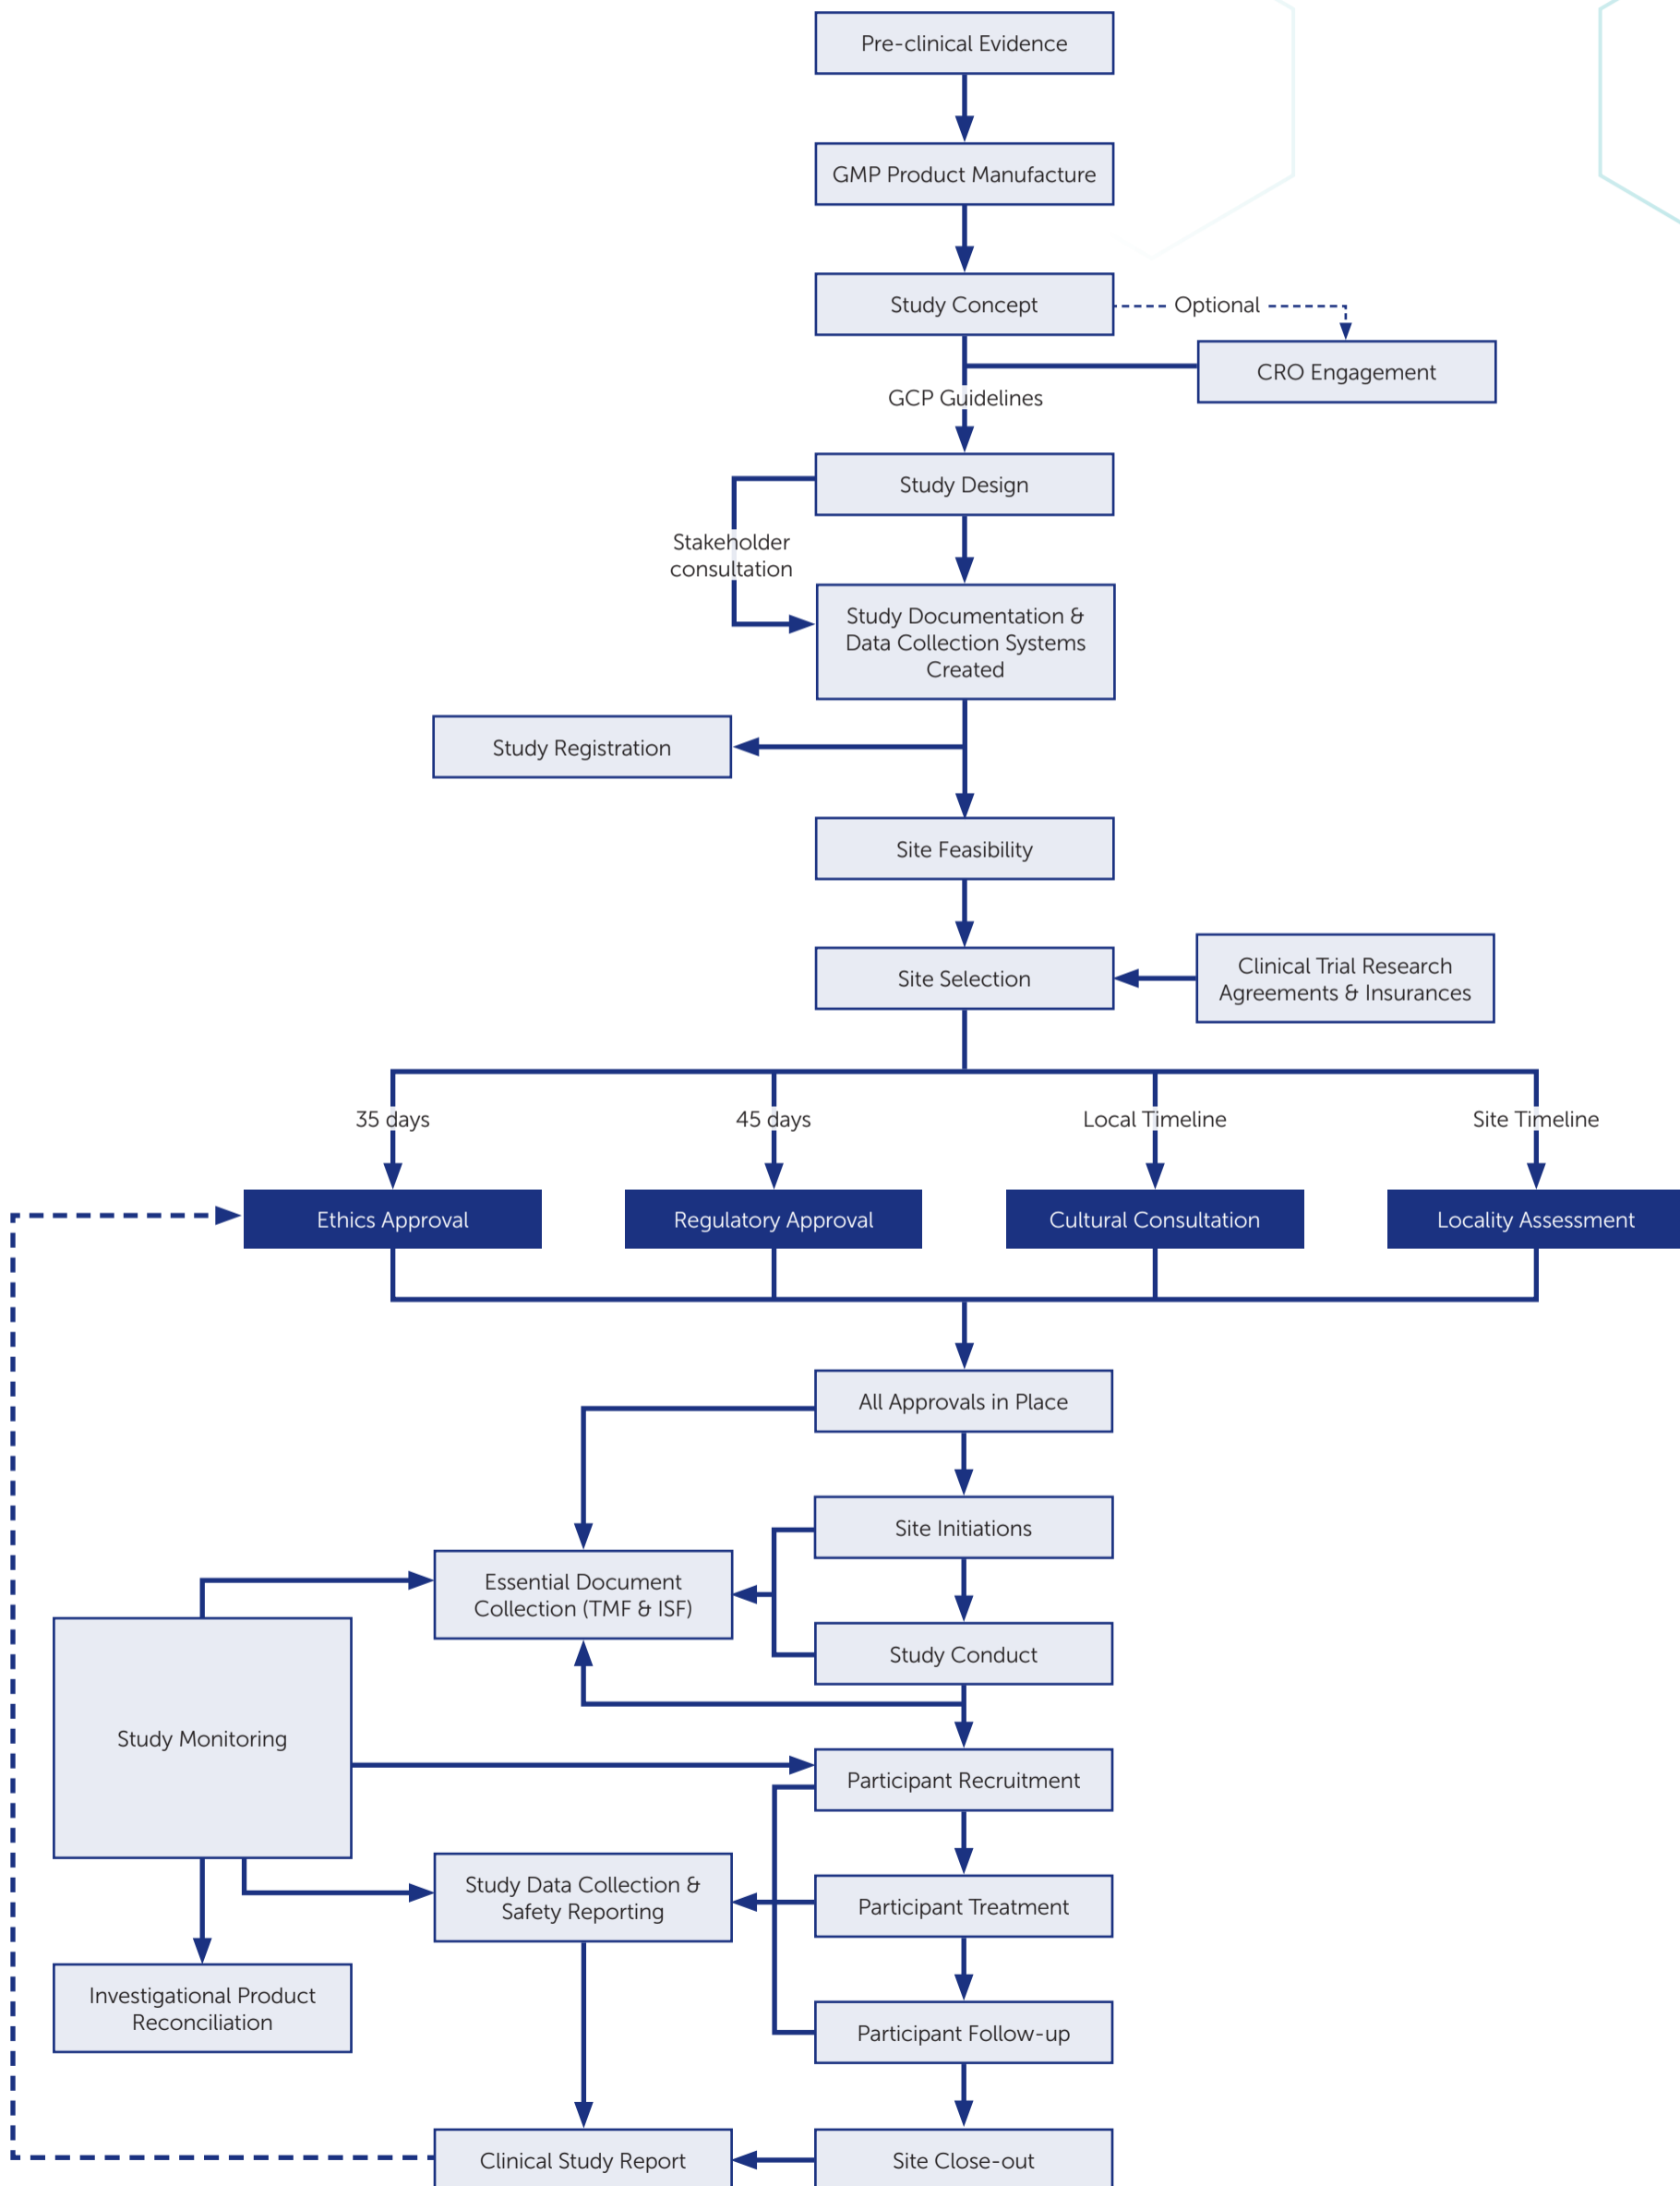 Pre-clinical Evidence
GMP Product Manufacture
Study Concept
Optional
CRO Engagement
GCP Guidelines
Study Design
Stakeholder
consultation
Study Documentation &
Data Collection Systems
Created
Study Registration
Site Feasibility
Site Selection
Clinical Trial Research
Agreements & Insurances
35 days
45 days
Local Timeline
Site Timeline
Ethics Approval
Regulatory Approval
Cultural Consultation
Locality Assessment
All Approvals in Place
Site Initiations
Essential Document
Collection (TMF & ISF)
Study Conduct
Study Monitoring
Participant Recruitment
Study Data Collection &
Safety Reporting
Participant Treatment
Investigational Product
Reconciliation
Participant Follow-up
Clinical Study Report
Site Close-out